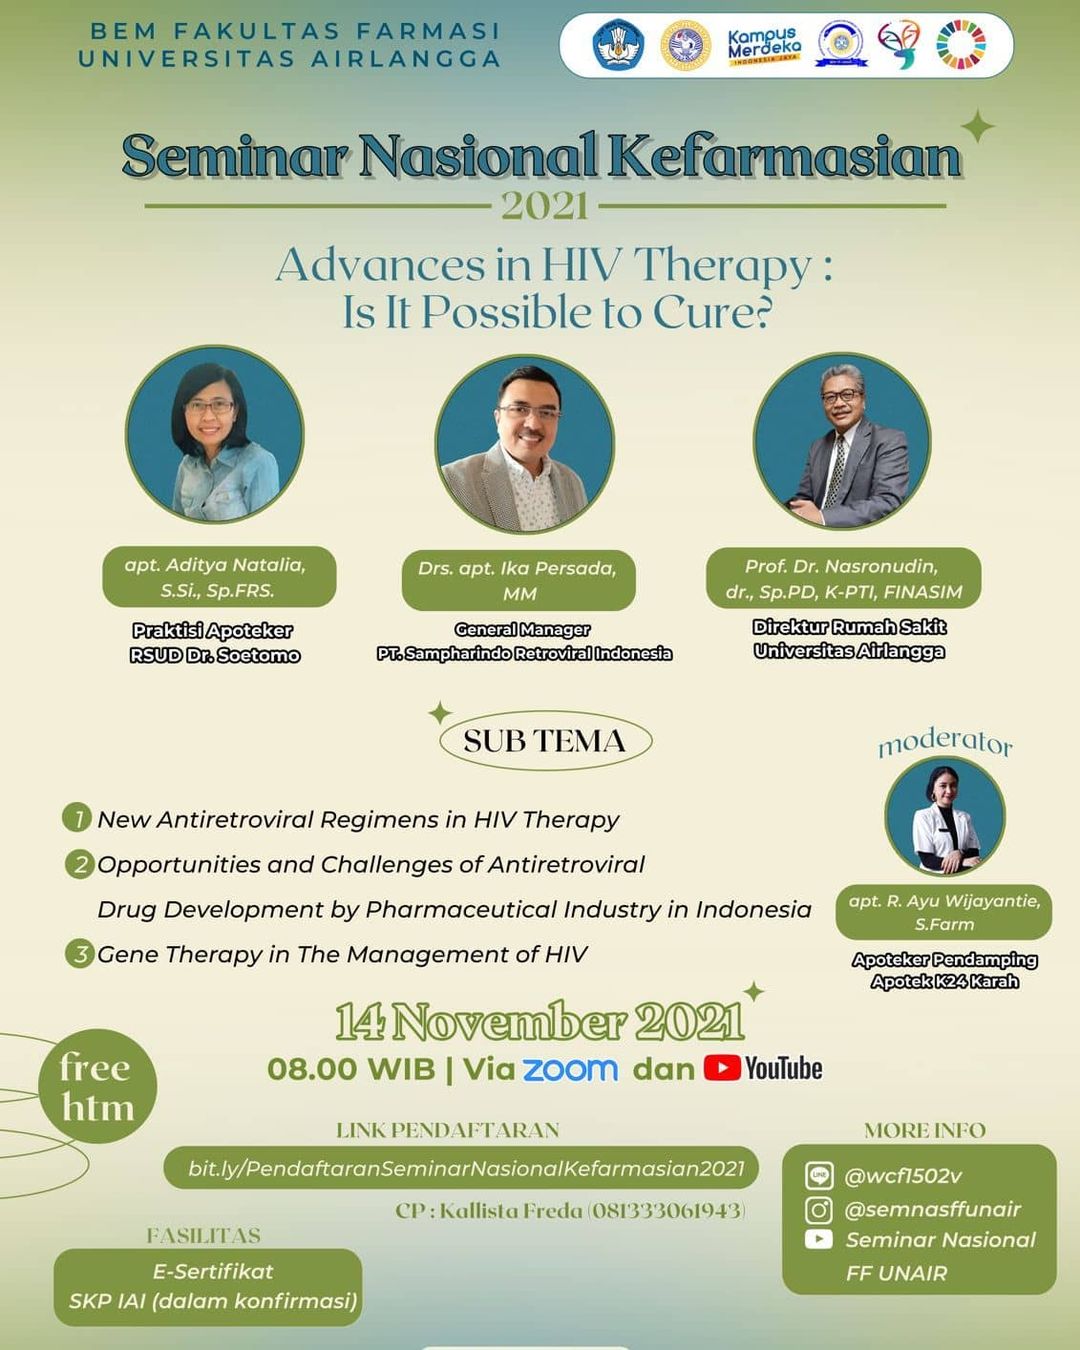 BEM FAKULTAS FARMASI
UNIVERSITAS AIRLANGGA
Kampus
Merdeka
INDONESIA JAYA
Seminar Nasional Kefarmasian
2021
Advances in HIV Therapy :
Is It Possible to Cure?
apt. Aditya Natalia,
S.Si., Sp.FRS.
Praktisi Apoteker
RSUD Dr. Soetomo
Drs. apt. Ika Persada,
MM
General Manager
PT. Sampharindo Retroviral Indonesia
Prof. Dr. Nasronudin,
dr., Sp.PD, K-PTI, FINASIM
Direktur Rumah Sakit
Universitas Airlangga
SUB TEMA
1 New Antiretroviral Regimens in HIV Therapy
2 Opportunities and Challenges of Antiretroviral
Drug Development by Pharmaceutical Industry in Indonesia
3 Gene Therapy in The Management of HIV
moderator
apt. R. Ayu Wijayantie,
S.Farm
Apoteker Pendamping
Apotek K24 Karah
14 November 2021
08.00 WIB | Via zoom dan YouTube
free
htm
LINK PENDAFTARAN
bit.ly/PendaftaranSeminarNasionalKefarmasian2021
CP : Kallista Freda (081333061943)
MORE INFO
LINE @wcf1502v
@semnasffunair
Seminar Nasional
FF UNAIR
FASILITAS
E-Sertifikat
SKP IAI (dalam konfirmasi)